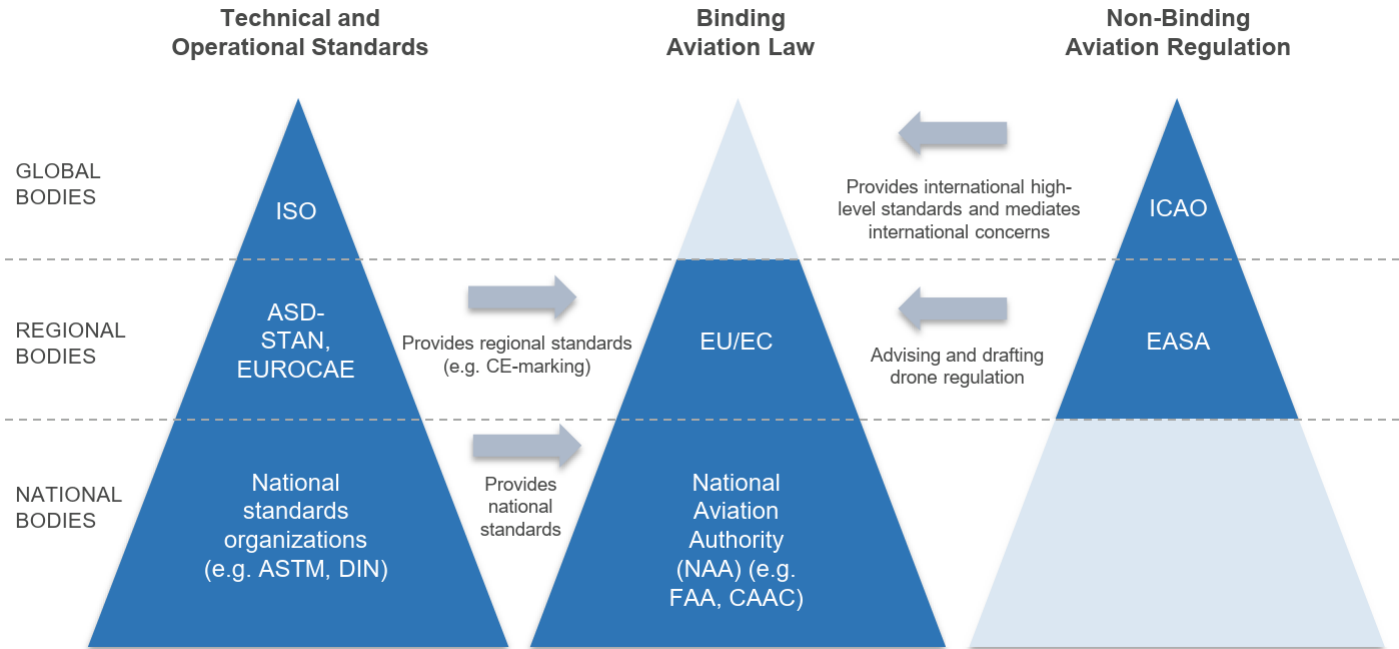 Technical and
Operational Standards
Binding
Aviation Law
Non-Binding
Aviation Regulation
GLOBAL
BODIES
ISO
Provides international high-
level standards and mediates
international concerns
ICAO
REGIONAL
BODIES
ASD-
STAN,
EUROCAE
Provides regional standards
(e.g. CE-marking)
EU/EC
Advising and drafting
drone regulation
EASA
NATIONAL
BODIES
National
standards
organizations
(e.g. ASTM, DIN)
Provides
national
standards
National
Aviation
Authority
(NAA) (e.g.
FAA, CAAC)